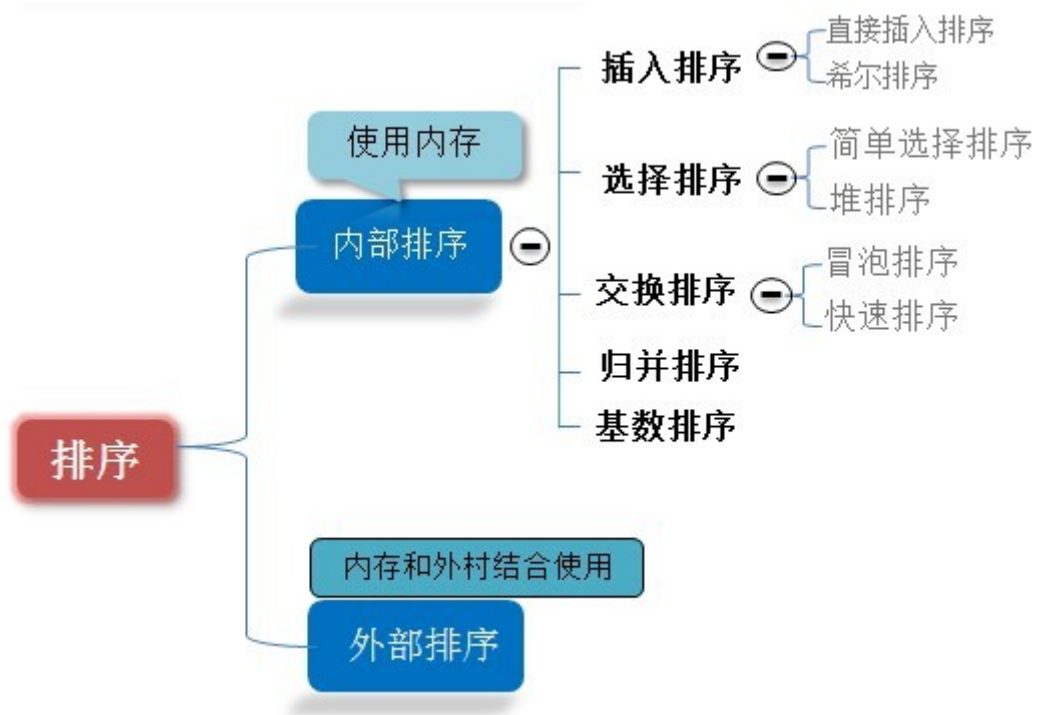 直接插入排序
插入排序
希尔排序
使用内存
简单选择排序
选择排序
堆排序
内部排序
冒泡排序
交换排序
快速排序
归并排序
基数排序
排序
内存和外村结合使用
外部排序